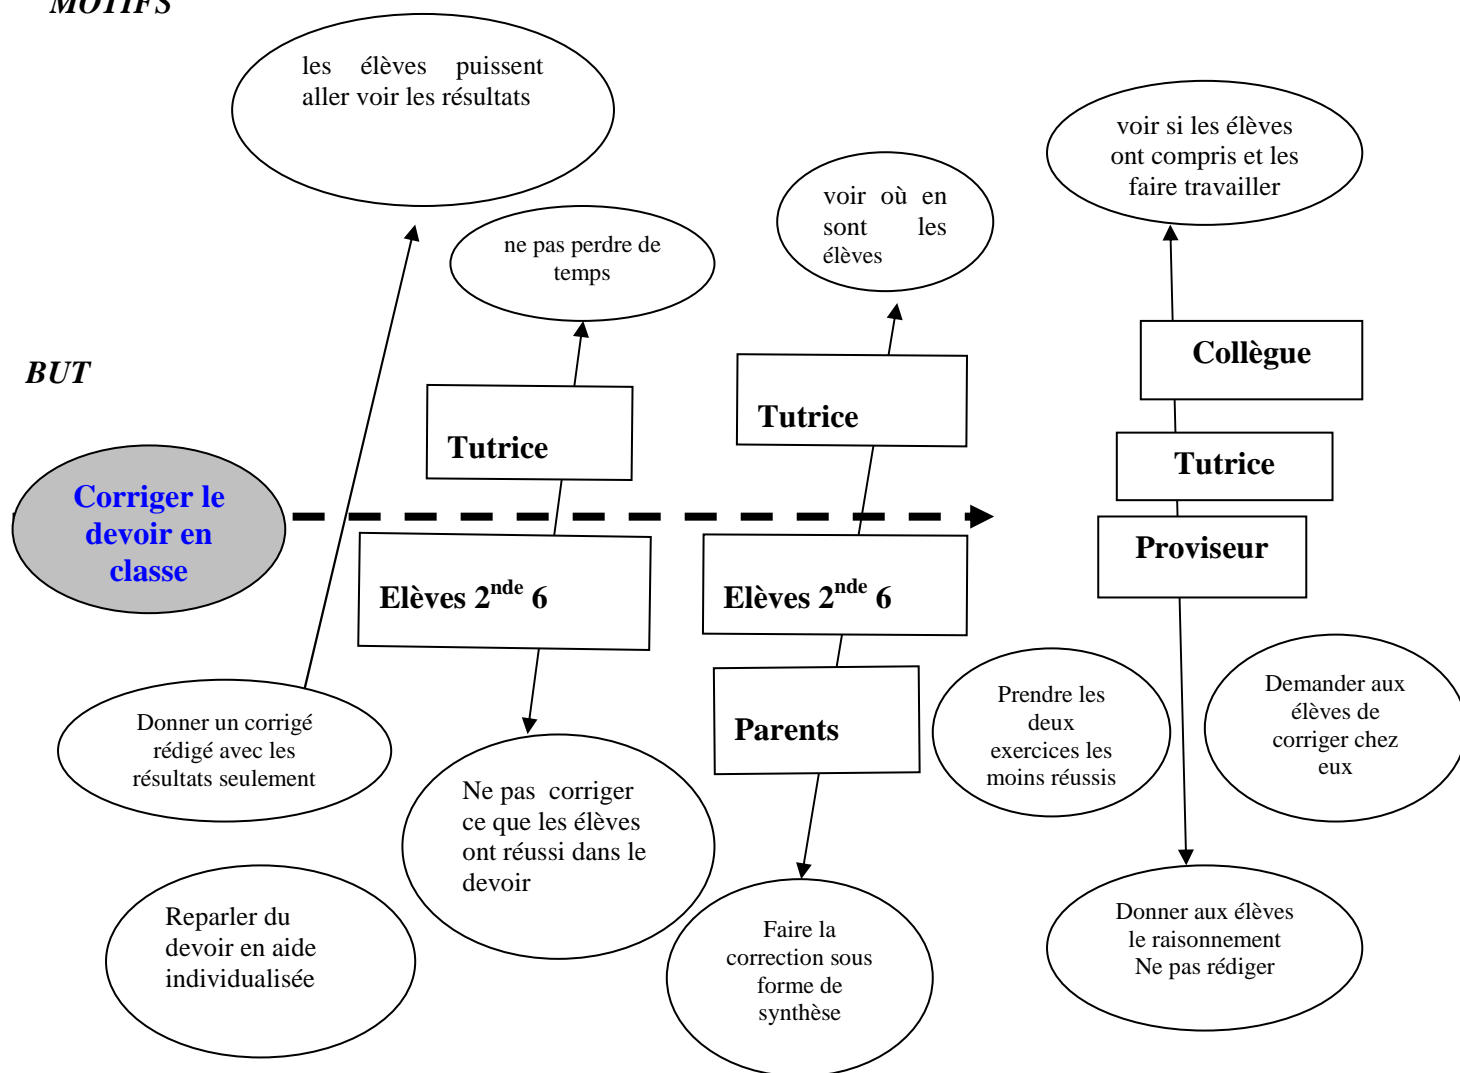 MOTIFS
les élèves puissent
aller voir les résultats
voir si les élèves
ont compris et les
faire travailler
voir où en
sont les
élèves
ne pas perdre de
temps
BUT
Collègue
Tutrice
Tutrice
Tutrice
Corriger le
devoir en
classe
Proviseur
Elèves 2nde 6
Elèves 2nde 6
Donner un corrigé
rédigé avec les
résultats seulement
Parents
Prendre les
deux
exercices les
moins réussis
Demander aux
élèves de
corriger chez
eux
Ne pas corriger
ce que les élèves
ont réussi dans le
devoir
Reparler du
devoir en aide
individualisée
Faire la
correction sous
forme de
synthèse
Donner aux élèves
le raisonnement
Ne pas rédiger